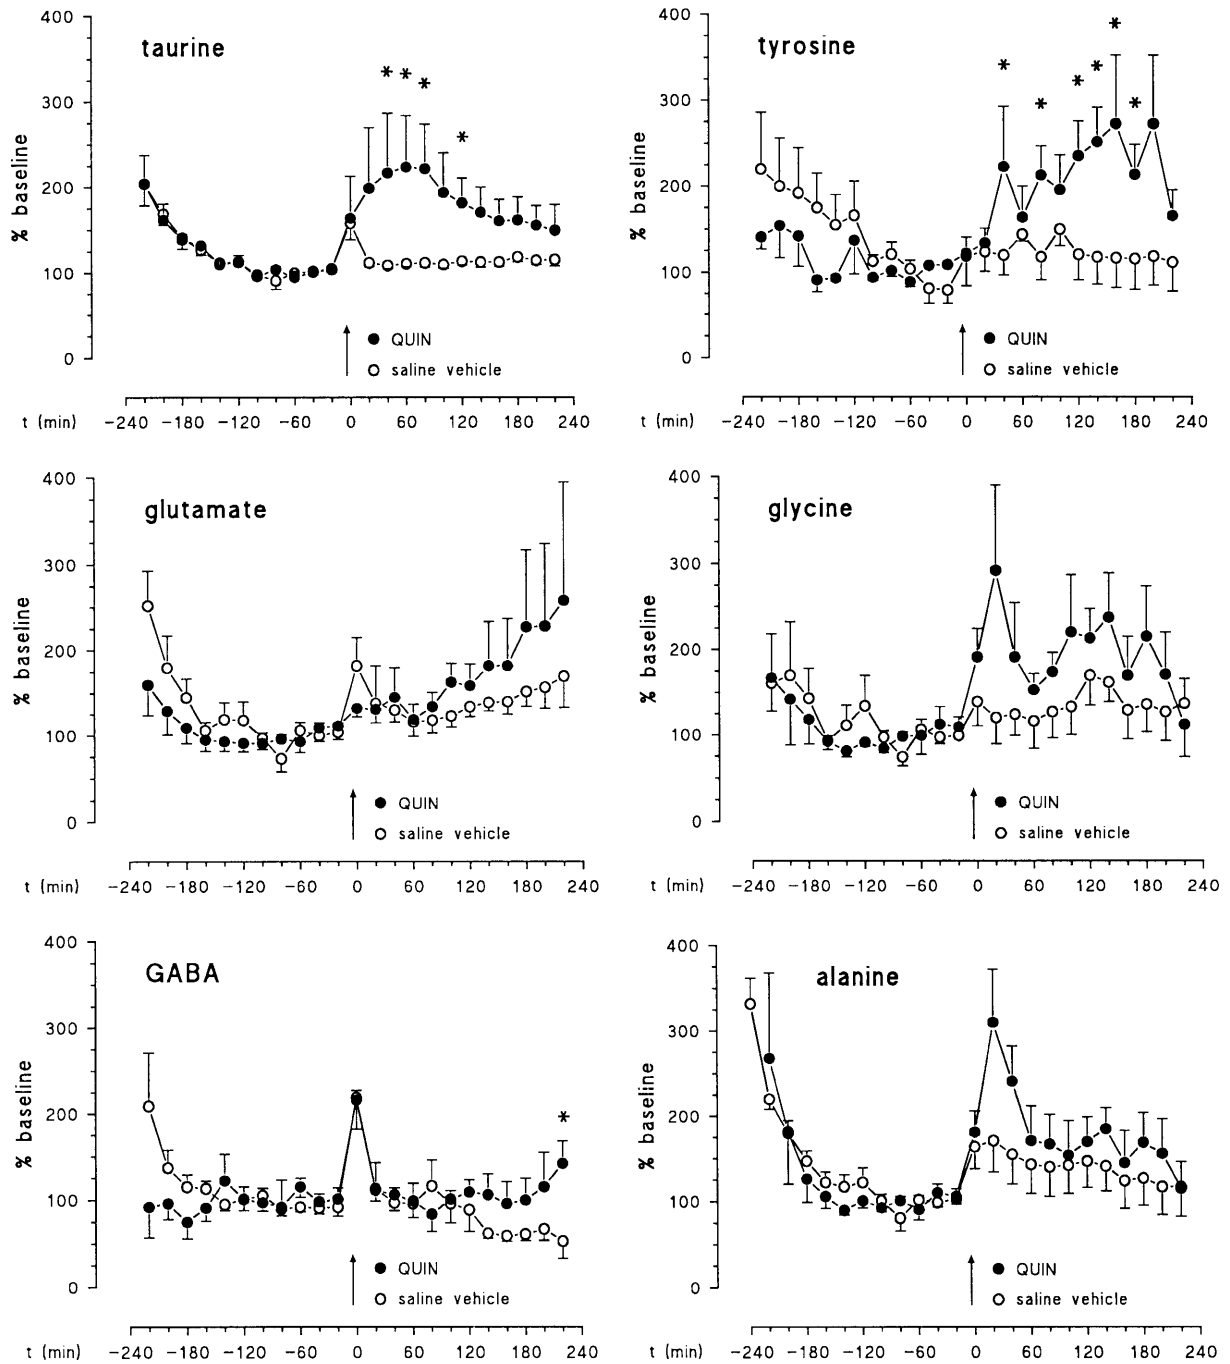 400
taurine
* * *
*
300
% baseline
200
100
QUIN
0
saline vehicle
t (min) -240 -180 -120 -60 0 60 120 180 240
400
tyrosine
*
* * * * *
300
% baseline
200
100
QUIN
0
saline vehicle
t (min) -240 -180 -120 -60 0 60 120 180 240
400
glutamate
300
% baseline
200
100
QUIN
0
saline vehicle
t (min) -240 -180 -120 -60 0 60 120 180 240
400
glycine
300
% baseline
200
100
QUIN
0
saline vehicle
t (min) -240 -180 -120 -60 0 60 120 180 240
400
GABA
300
% baseline
200
*
100
QUIN
0
saline vehicle
t (min) -240 -180 -120 -60 0 60 120 180 240
400
alanine
300
% baseline
200
100
QUIN
0
saline vehicle
t (min) -240 -180 -120 -60 0 60 120 180 240